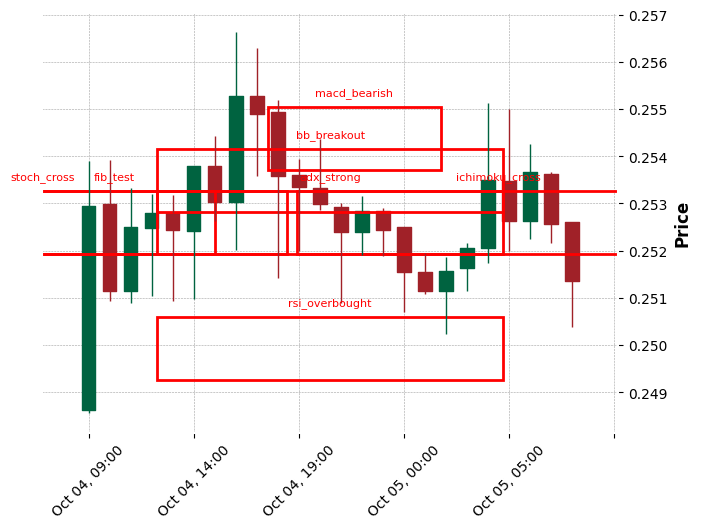 0.257
0.256
macd_bearish
0.255
bb_breakout
0.254
stoch_cross
fib_test
adx_strong
ichimoku_cross
0.253
Price
0.252
rsi_overbought
0.251
0.250
0.249
Oct 04, 09:00
Oct 04, 14:00
Oct 04, 19:00
Oct 05, 00:00
Oct 05, 05:00